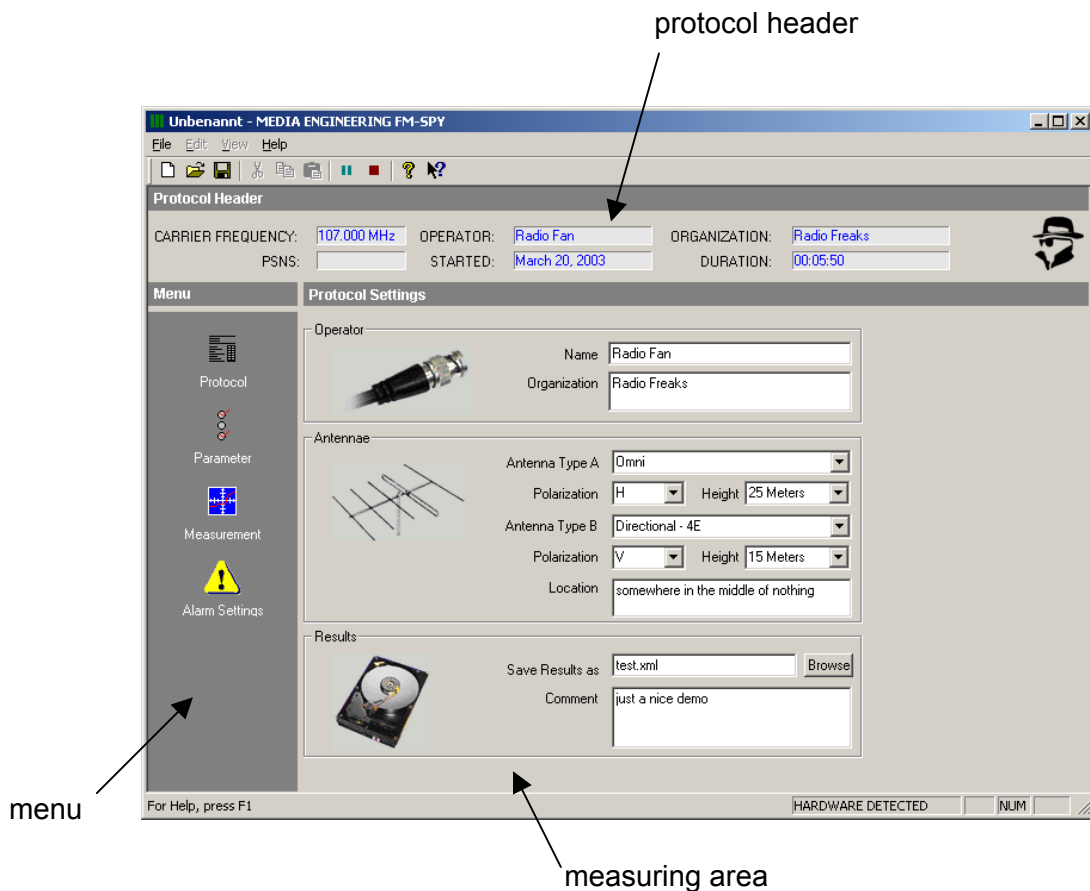 protocol header
Unbenannt - MEDIA ENGINEERING FM-SPY
File Edit View Help
Protocol Header
CARRIER FREQUENCY: 107.000 MHz OPERATOR: Radio Fan ORGANIZATION: Radio Freaks
PSNS: STARTED: March 20, 2003 DURATION: 00:05:50
Menu
Protocol Settings
Protocol
Parameter
Measurement
Alarm Settings
Operator
Name Radio Fan
Organization Radio Freaks
Antennae
Antenna Type A Omni
Polarization H Height 25 Meters
Antenna Type B Directional - 4E
Polarization V Height 15 Meters
Location somewhere in the middle of nothing
Results
Save Results as test.xml Browse
Comment just a nice demo
menu
For Help, press F1 HARDWARE DETECTED NUM
measuring area